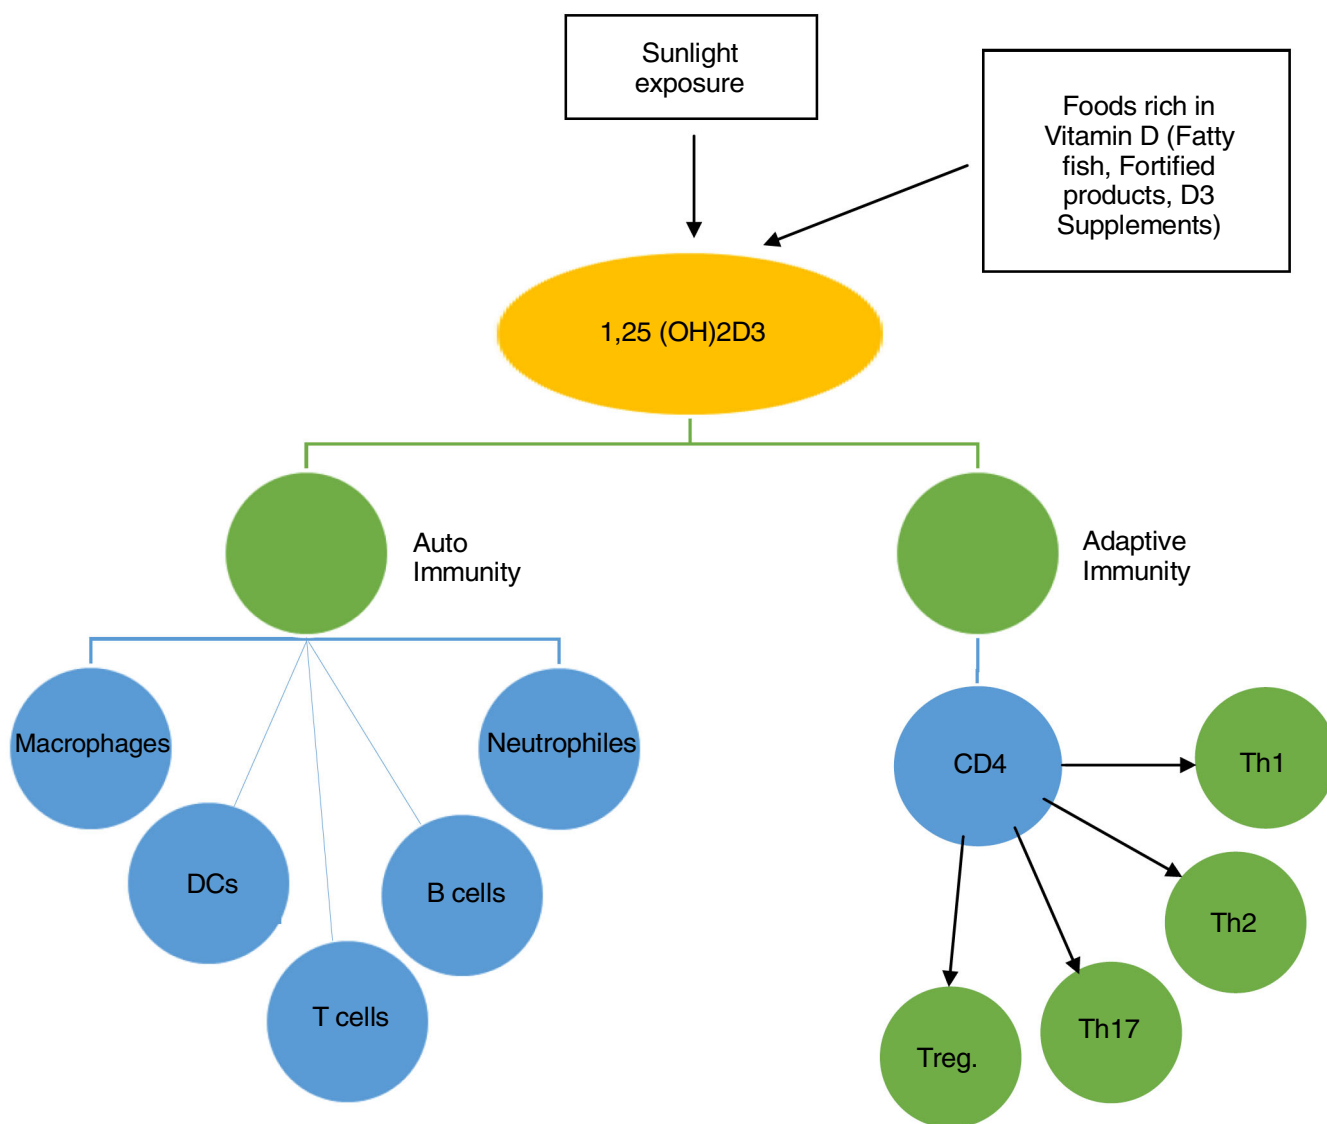 Sunlight
exposure
Foods rich in
Vitamin D (Fatty
fish, Fortified
products, D3
Supplements)
1,25 (OH)2D3
Auto
Immunity
Adaptive
Immunity
Macrophages
Neutrophiles
DCs
B cells
T cells
CD4
Th1
Th2
Th17
Treg.